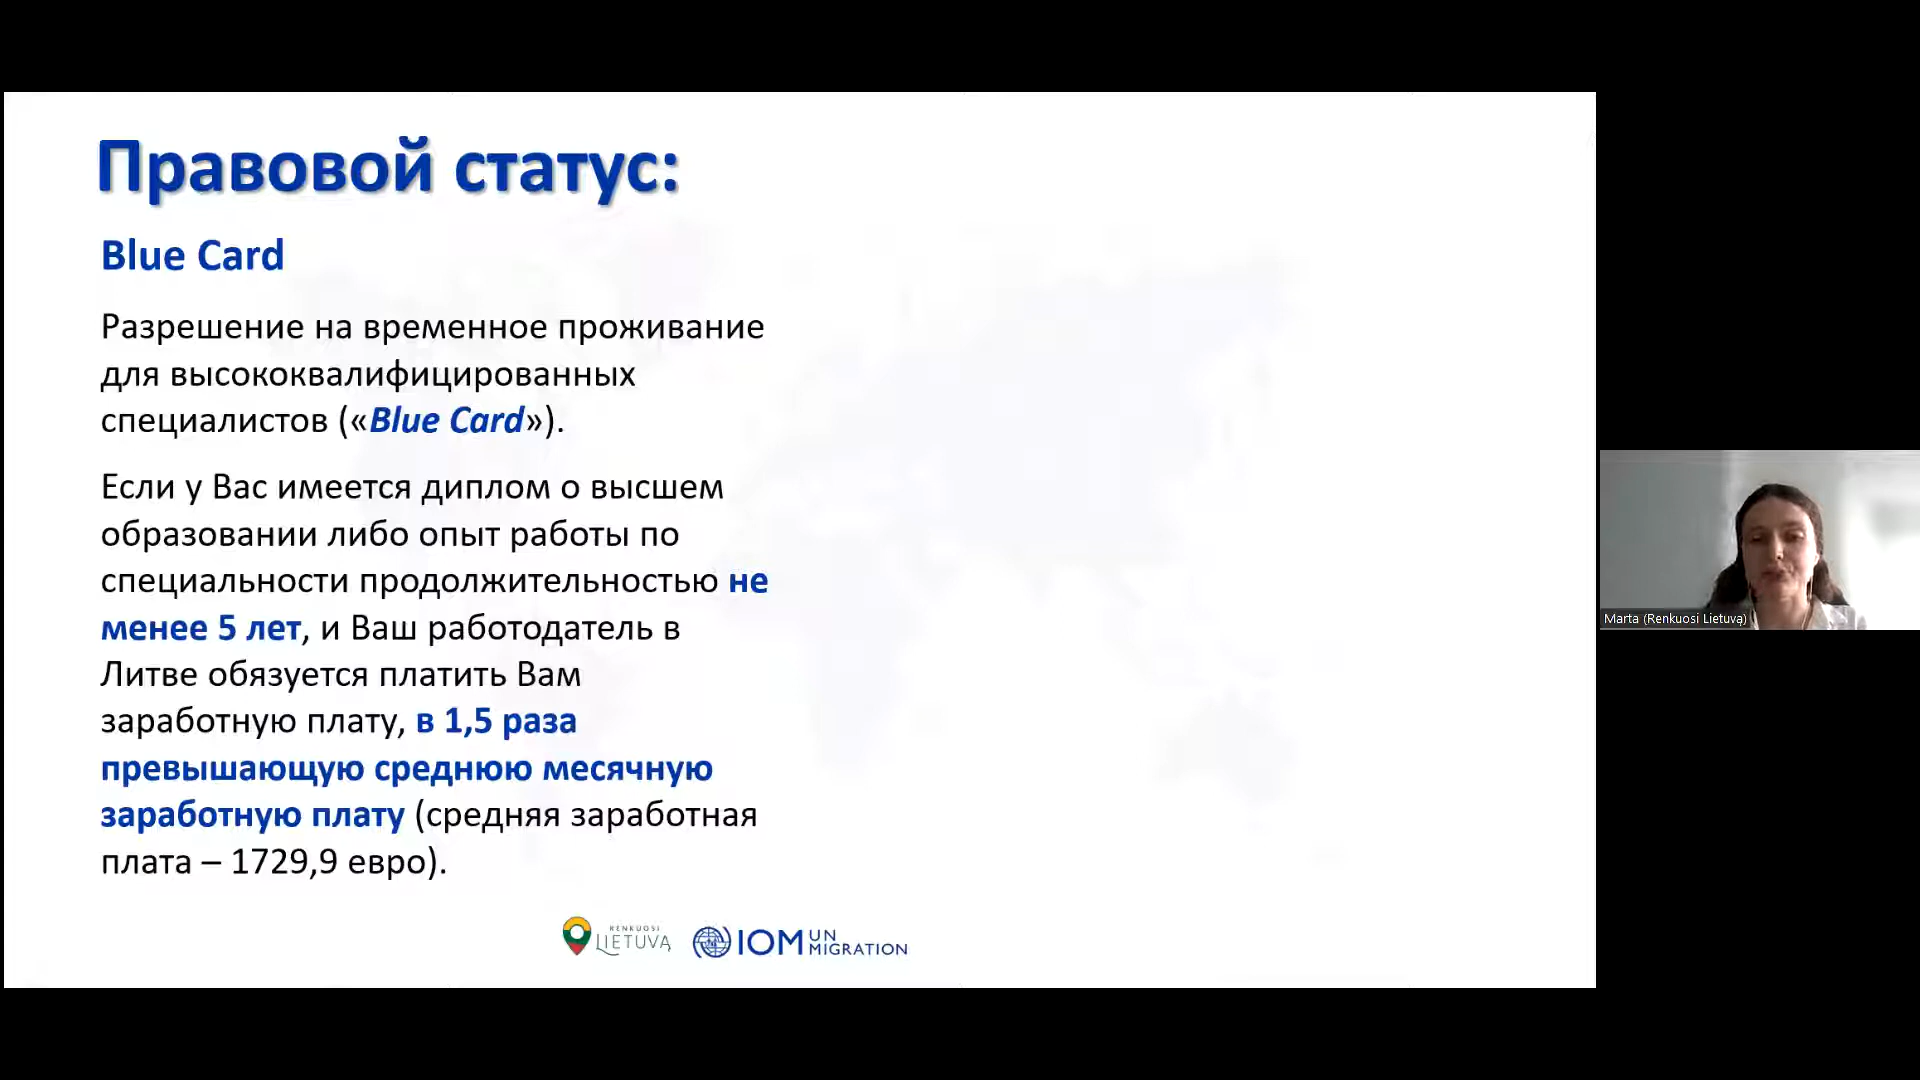 Правовой статус:
Blue Card
Разрешение на временное проживание
для высококвалифицированных
специалистов («Blue Card»).
Если у Вас имеется диплом о высшем
образовании либо опыт работы по
специальности продолжительностью не
менее 5 лет, и Ваш работодатель в
Литве обязуется платить Вам
заработную плату, в 1,5 раза
превышающую среднюю месячную
заработную плату (средняя заработная
плата – 1729,9 евро).
RENKUOSI
LIETUVĄ
IOM UN
MIGRATION
Marta (Renkuosi Lietuvą)